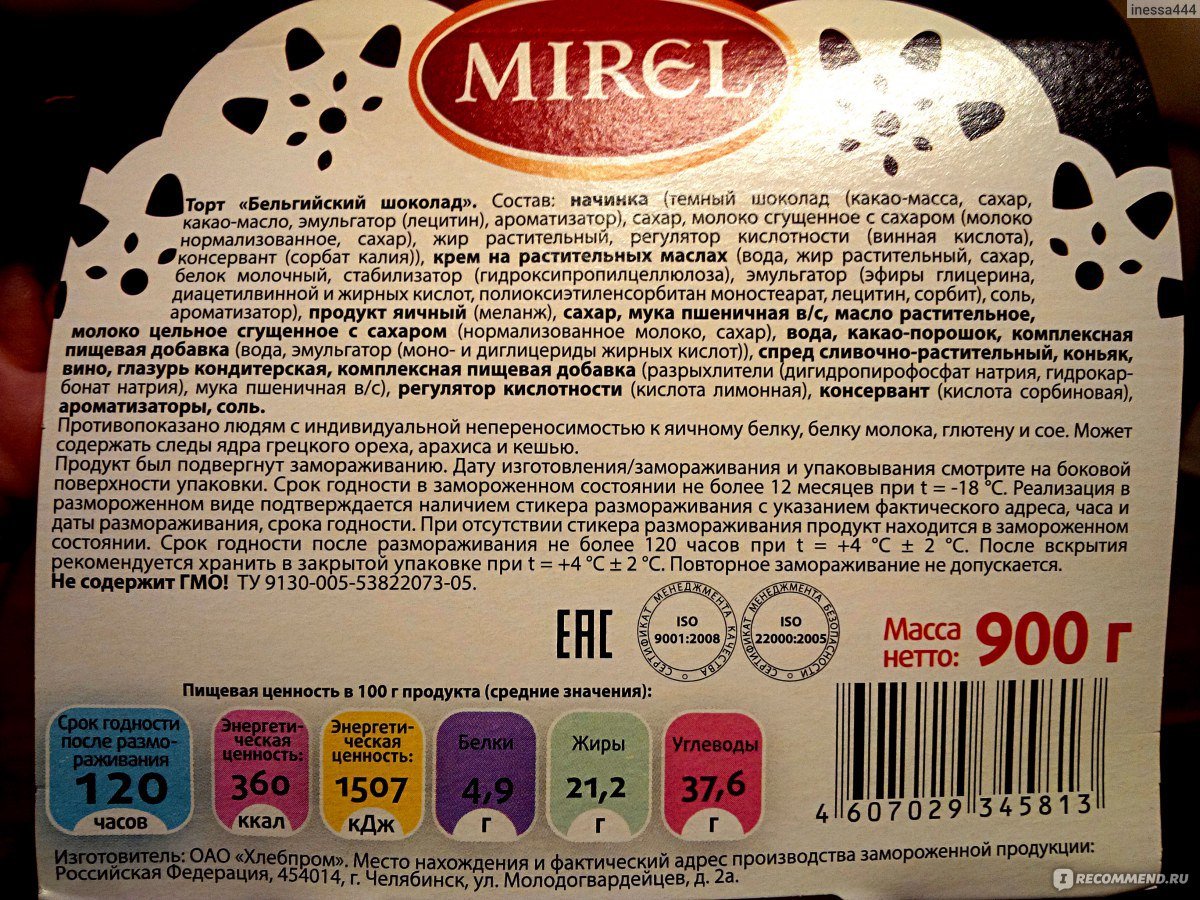 inessa444
MIREL
Торт «Бельгийский шоколад». Состав: начинка (темный шоколад (какао-масса, сахар,
какао-масло, эмульгатор (лецитин), ароматизатор), сахар, молоко сгущенное с сахаром (молоко
нормализованное, сахар), жир растительный, регулятор кислотности (винная кислота),
консервант (сорбат калия)), крем на растительных маслах (вода, жир растительный, сахар,
белок молочный, стабилизатор (гидроксипропилцеллюлоза), эмульгатор (эфиры глицерина,
диацетилвинной и жирных кислот, полиоксиэтиленсорбитан моностеарат, лецитин, сорбит), соль,
ароматизатор), продукт яичный (меланж), сахар, мука пшеничная в/с, масло растительное,
молоко цельное сгущенное с сахаром (нормализованное молоко, сахар), вода, какао-порошок, комплексная
пищевая добавка (вода, эмульгатор (моно- и диглицериды жирных кислот)), спред сливочно-растительный, коньяк,
вино, глазурь кондитерская, комплексная пищевая добавка (разрыхлители (дигидропирофосфат натрия, гидрокар-
бонат натрия), мука пшеничная в/с), регулятор кислотности (кислота лимонная), консервант (кислота сорбиновая),
ароматизаторы, соль.
Противопоказано людям с индивидуальной непереносимостью к яичному белку, белку молока, глютену и сое. Может
содержать следы ядра грецкого ореха, арахиса и кешью.
Продукт был подвергнут замораживанию. Дату изготовления/замораживания и упаковывания смотрите на боковой
поверхности упаковки. Срок годности в замороженном состоянии не более 12 месяцев при t = -18 °C. Реализация в
размороженном виде подтверждается наличием стикера размораживания с указанием фактического адреса, часа и
даты размораживания, срока годности. При отсутствии стикера размораживания продукт находится в замороженном
состоянии. Срок годности после размораживания не более 120 часов при t = +4 °C ± 2 °C. После вскрытия
рекомендуется хранить в закрытой упаковке при t = +4 °C ± 2 °C. Повторное замораживание не допускается.
Не содержит ГМО! ТУ 9130-005-53822073-05.
EAC
СЕРТИФИКАТ МЕНЕДЖМЕНТА КАЧЕСТВА
ISO
9001:2008
СЕРТИФИКАТ МЕНЕДЖМЕНТА БЕЗОПАСНОСТИ
ISO
22000:2005
Масса
нетто: 900 г
Пищевая ценность в 100 г продукта (средние значения):
Срок годности
после размо-
раживания
120
часов
Энергети-
ческая
ценность:
360
ккал
Энергети-
ческая
ценность:
1507
кДж
Белки
4,9
г
Жиры
21,2
г
Углеводы
37,6
г
4 607029 345813
Изготовитель: ОАО «Хлебпром». Место нахождения и фактический адрес производства замороженной продукции:
Российская Федерация, 454014, г. Челябинск, ул. Молодогвардейцев, д. 2а.
IRECOMMEND.RU